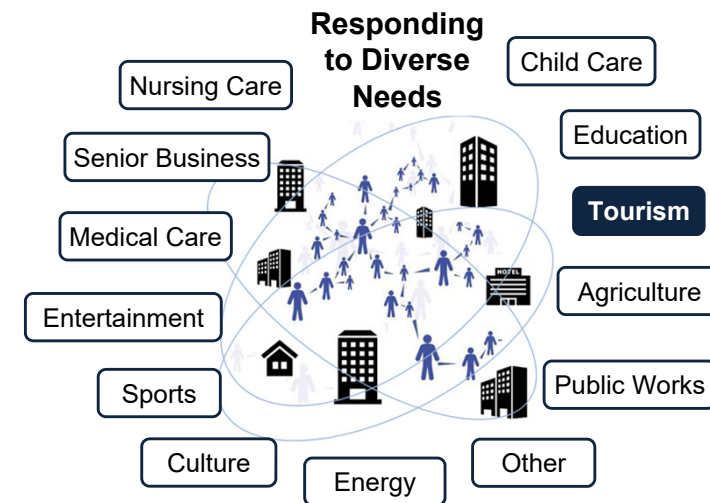 Responding
to Diverse
Needs
Child Care
Nursing Care
Education
Senior Business
Tourism
Medical Care
HOTEL
Agriculture
Entertainment
Public Works
Sports
Culture
Other
Energy